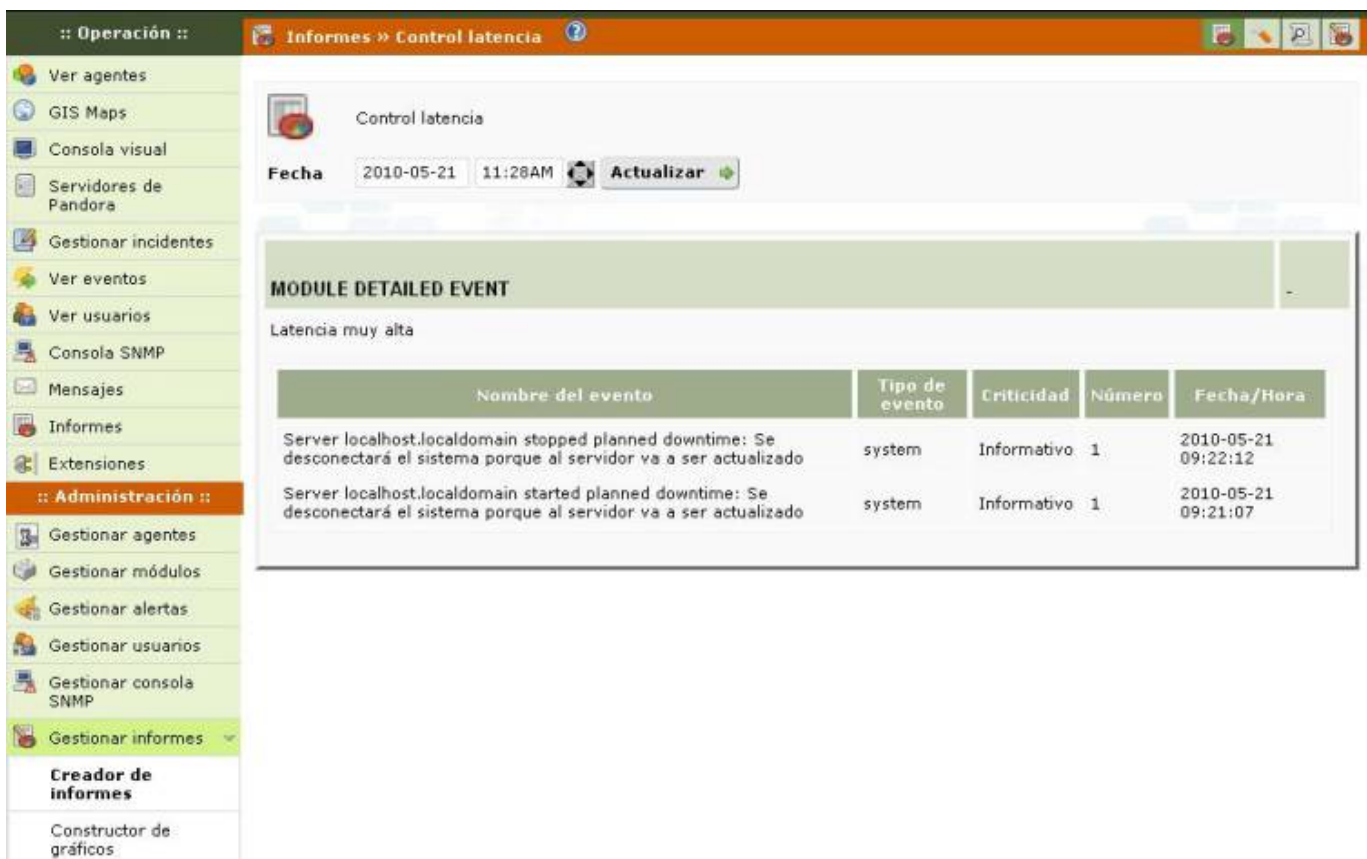 :: Operación ::
Ver agentes
GIS Maps
Consola visual
Servidores de
Pandora
Gestionar incidentes
Ver eventos
Ver usuarios
Consola SNMP
Mensajes
Informes
Extensiones
:: Administración ::
Gestionar agentes
Gestionar módulos
Gestionar alertas
Gestionar usuarios
Gestionar consola
SNMP
Gestionar informes
Creador de
informes
Constructor de
gráficos
Informes » Control latencia
Control latencia
Fecha 2010-05-21 11:28AM Actualizar
MODULE DETAILED EVENT -
Latencia muy alta
Nombre del evento Tipo de evento Criticidad Número Fecha/Hora
Server localhost.localdomain stopped planned downtime: Se
desconectará el sistema porque al servidor va a ser actualizado
system Informativo 1 2010-05-21
09:22:12
Server localhost.localdomain started planned downtime: Se
desconectará el sistema porque al servidor va a ser actualizado
system Informativo 1 2010-05-21
09:21:07